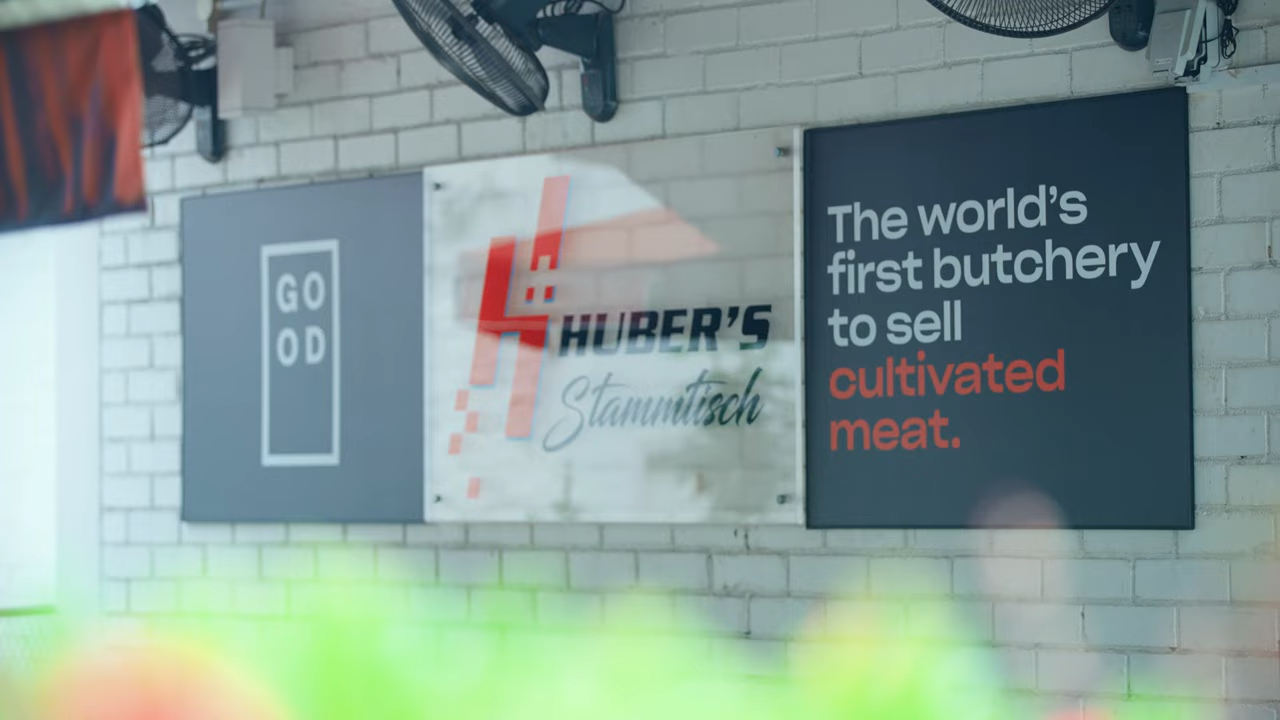 GO
OD
HUBER'S
Stammtisch
The world's
first butchery
to sell
cultivated
meat.